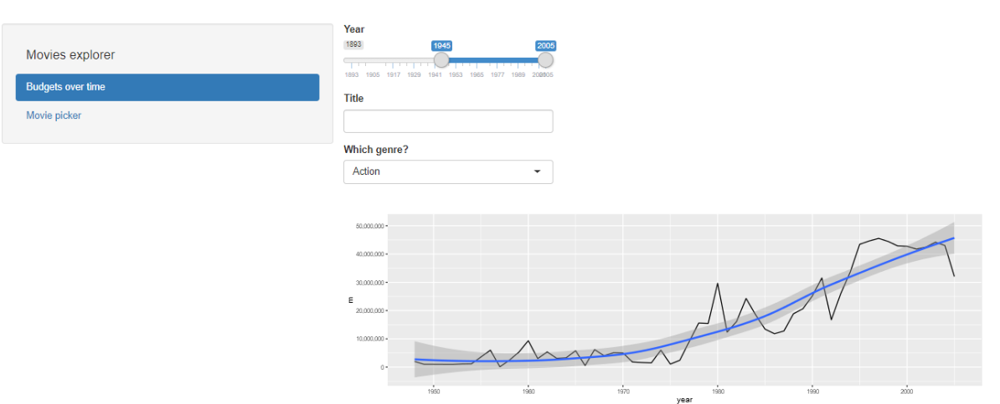 Movies explorer
Budgets over time
Movie picker
Year
1893 1945 2005
1893 1905 1917 1929 1941 1953 1965 1977 1989 2005
Title
Which genre?
Action
50,000,000
40,000,000
30,000,000
20,000,000
10,000,000
0
m
1950 1960 1970 1980 1990 2000
year